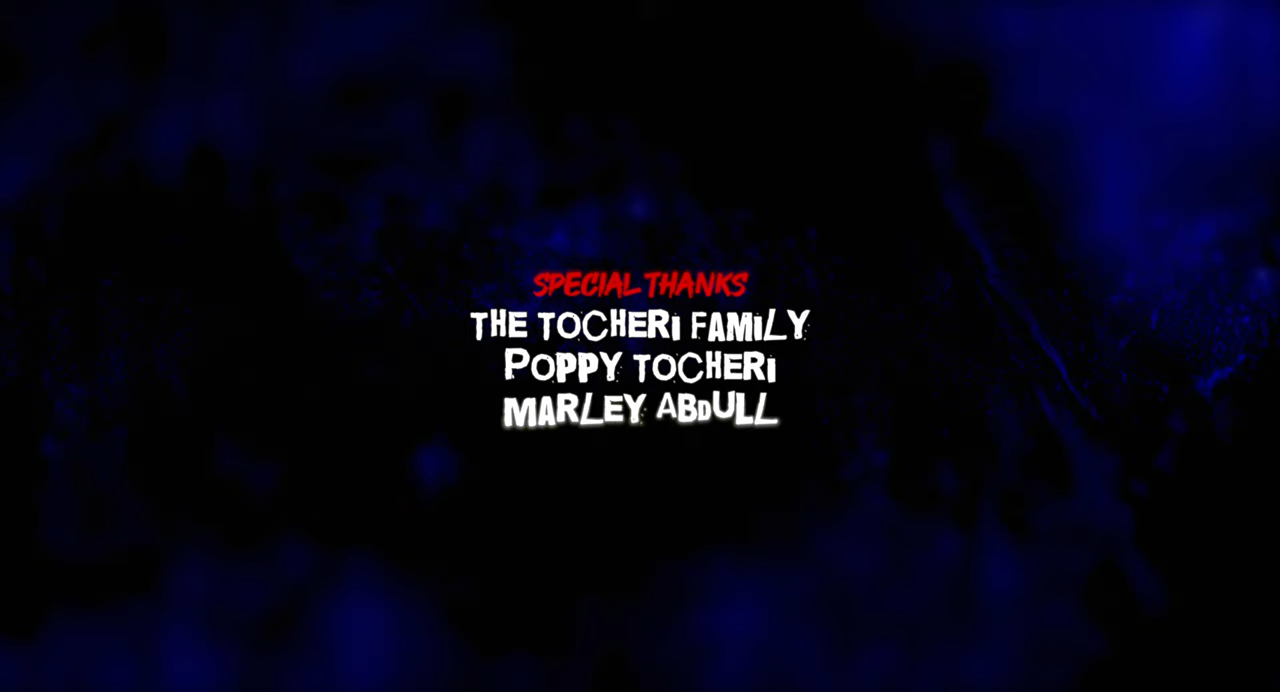 SPECIAL THANKS
THE TOCHERi FAMiLY
POPPY TOCHERi
MARLEY ABdULL